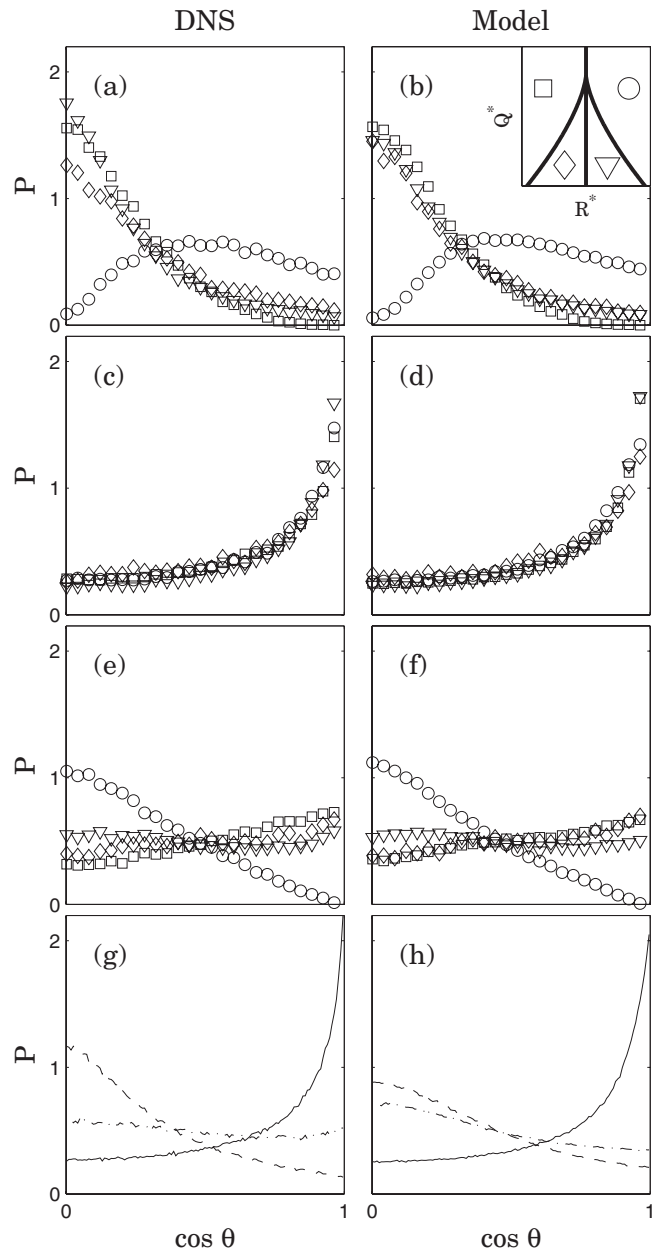 DNS Model
2 (a) (b) Q*
P 1 R*
0
2 (c) (d)
P 1
0
2 (e) (f)
P 1
0
2 (g) (h)
P 1
0
0 1 0 1
cos θ cos θ